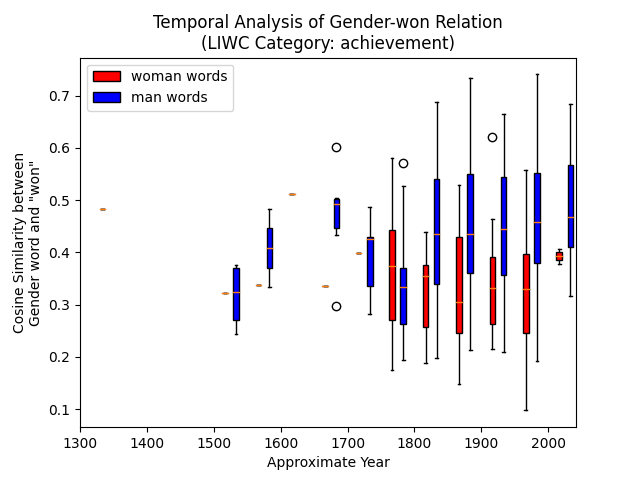 Temporal Analysis of Gender-won Relation
(LIWC Category: achievement)
woman words
man words
Cosine Similarity between
Gender word and "won"
0.7
0.6
0.5
0.4
0.3
0.2
0.1
1300 1400 1500 1600 1700 1800 1900 2000
Approximate Year